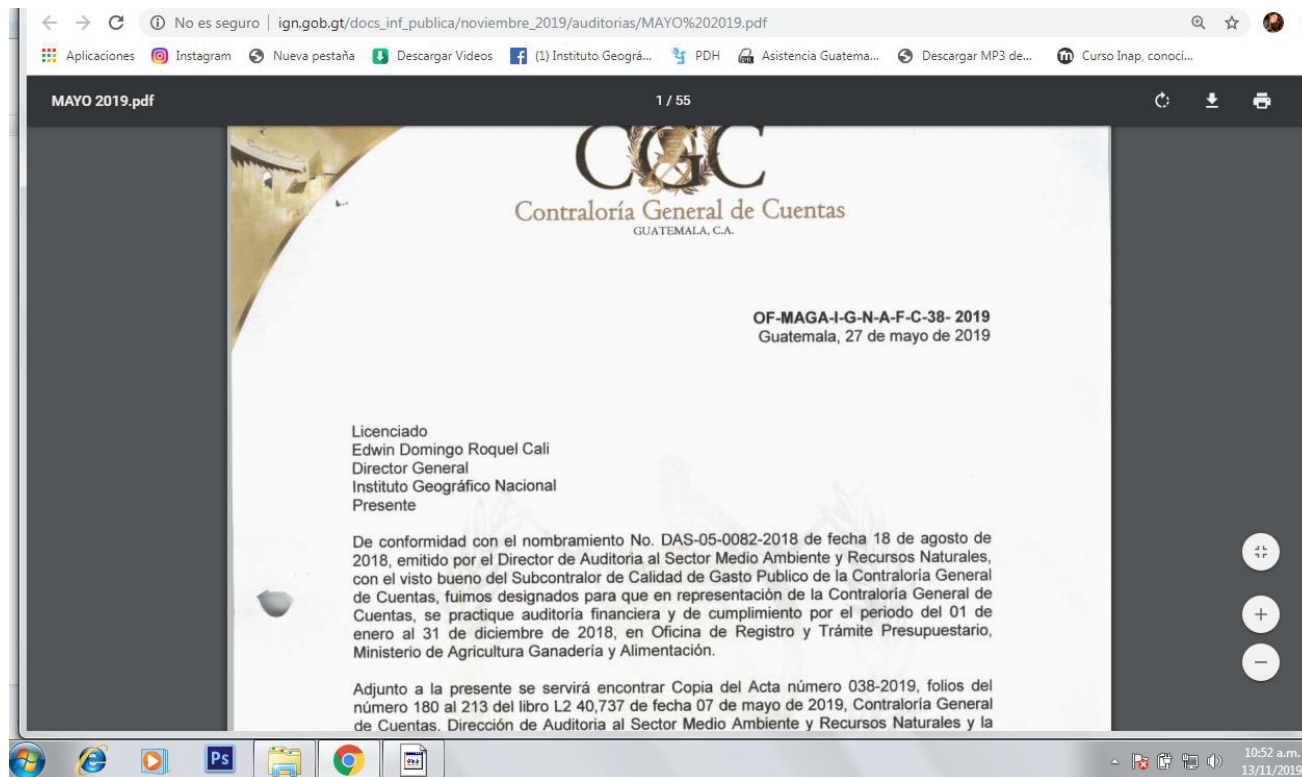 No es seguro | ign.gob.gt/docs_inf_publica/noviembre_2019/auditorias/MAYO%202019.pdf
Aplicaciones Instagram Nueva pestaña Descargar Videos (1) Instituto Geográ... PDH Asistencia Guatema... Descargar MP3 de... Curso Inap, conoci...
MAYO 2019.pdf 1 / 55
CGC
Contraloría General de Cuentas
GUATEMALA, C.A.
OF-MAGA-I-G-N-A-F-C-38- 2019
Guatemala, 27 de mayo de 2019
Licenciado
Edwin Domingo Roquel Cali
Director General
Instituto Geográfico Nacional
Presente
De conformidad con el nombramiento No. DAS-05-0082-2018 de fecha 18 de agosto de
2018, emitido por el Director de Auditoria al Sector Medio Ambiente y Recursos Naturales,
con el visto bueno del Subcontralor de Calidad de Gasto Publico de la Contraloría General
de Cuentas, fuimos designados para que en representación de la Contraloría General de
Cuentas, se practique auditoría financiera y de cumplimiento por el periodo del 01 de
enero al 31 de diciembre de 2018, en Oficina de Registro y Trámite Presupuestario,
Ministerio de Agricultura Ganadería y Alimentación.
Adjunto a la presente se servirá encontrar Copia del Acta número 038-2019, folios del
número 180 al 213 del libro L2 40,737 de fecha 07 de mayo de 2019, Contraloría General
de Cuentas, Dirección de Auditoria al Sector Medio Ambiente y Recursos Naturales y la
Ps
10:52 a.m.
13/11/2019